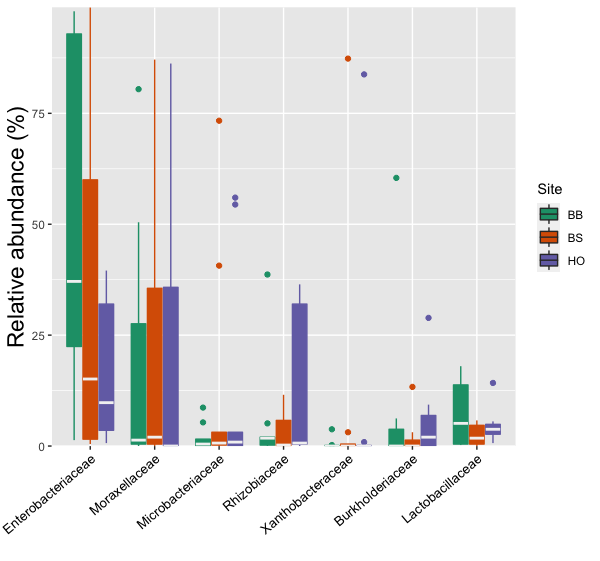 Relative abundance (%)
75
50
25
0
Enterobacteriaceae
Moraxellaceae
Microbacteriaceae
Rhizobiaceae
Xanthobacteraceae
Burkholderiaceae
Lactobacillaceae
Site
BB
BS
HO